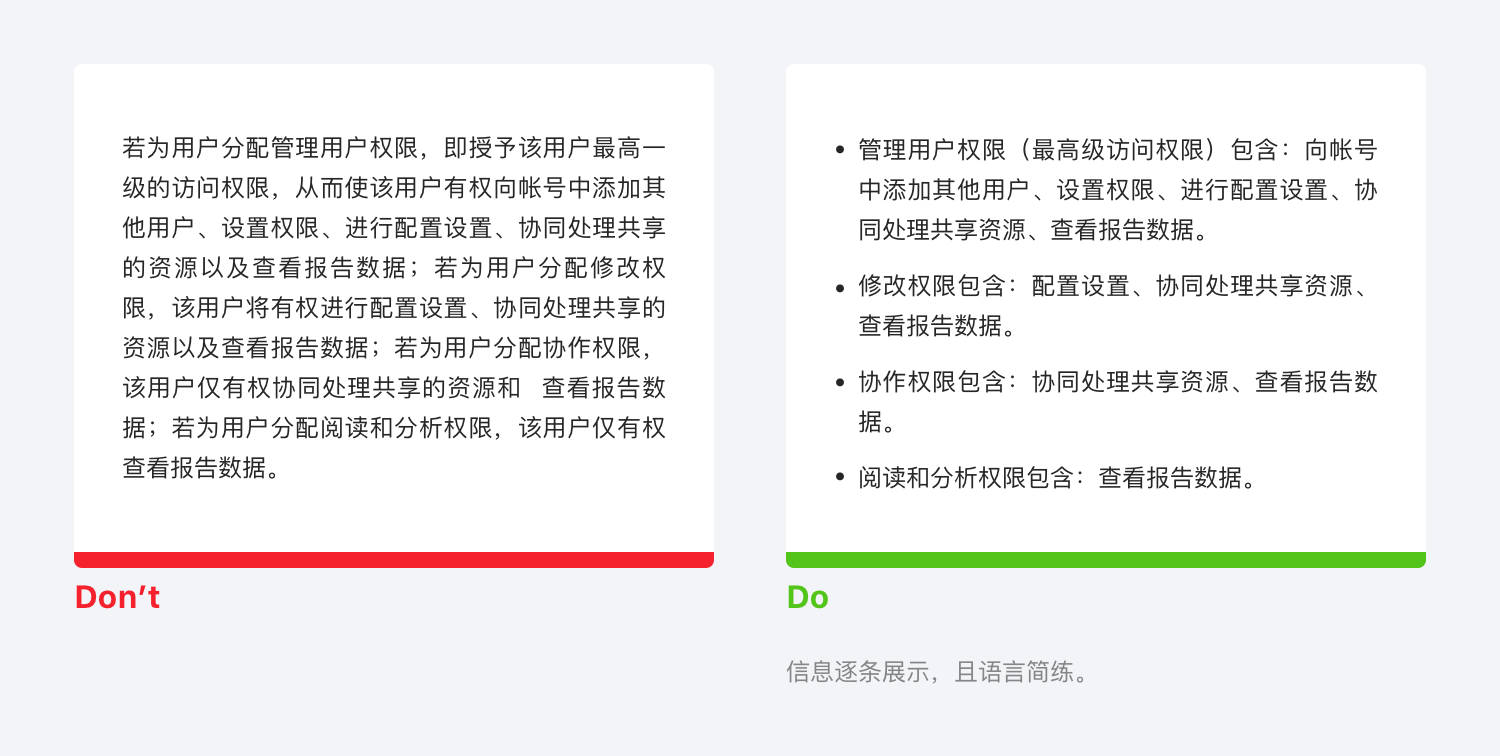 若为用户分配管理用户权限，即授予该用户最高一
级的访问权限，从而使该用户有权向帐号中添加其
他用户、设置权限、进行配置设置、协同处理共享
的资源以及查看报告数据；若为用户分配修改权
限，该用户将有权进行配置设置、协同处理共享的
资源以及查看报告数据；若为用户分配协作权限，
该用户仅有权协同处理共享的资源和 查看报告数
据；若为用户分配阅读和分析权限，该用户仅有权
查看报告数据。
Don’t
• 管理用户权限（最高级访问权限）包含：向帐号
中添加其他用户、设置权限、进行配置设置、协
同处理共享资源、查看报告数据。
• 修改权限包含：配置设置、协同处理共享资源、
查看报告数据。
• 协作权限包含：协同处理共享资源、查看报告数
据。
• 阅读和分析权限包含：查看报告数据。
Do
信息逐条展示，且语言简练。